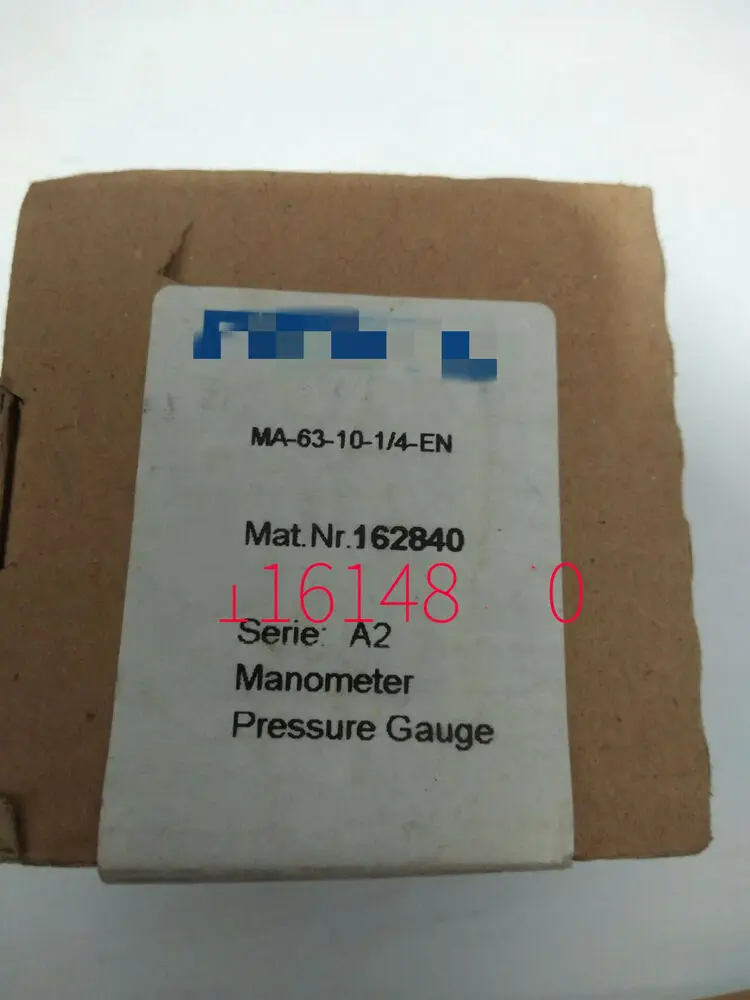 MA-63-10-1/4-EN
Mat.Nr.162840
16148 0
Serie: A2
Manometer
Pressure Gauge